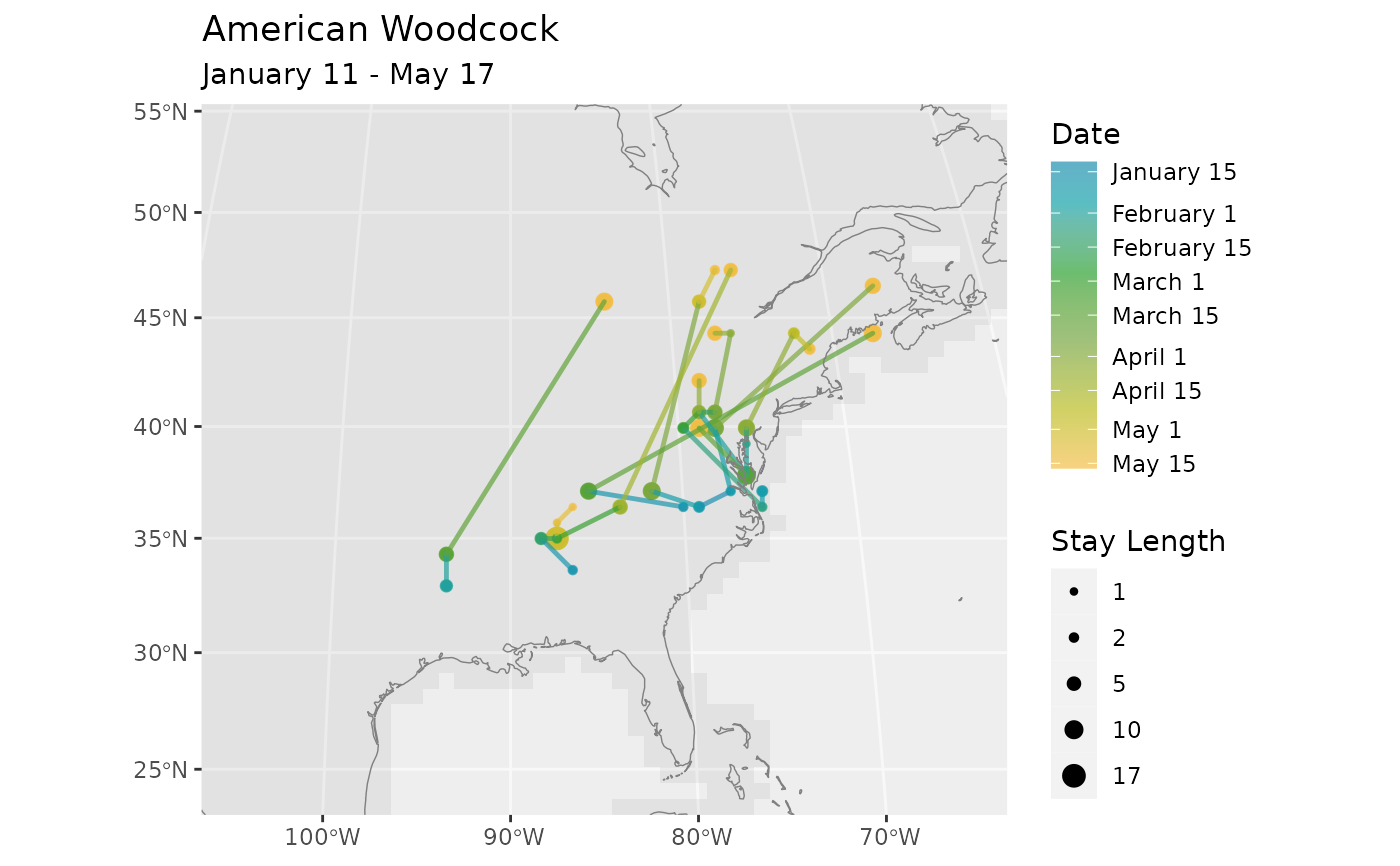 American Woodcock
January 11 - May 17
55°N
50°N
45°N
40°N
35°N
30°N
25°N
100°W
90°W
80°W
70°W
Date
January 15
February 1
February 15
March 1
March 15
April 1
April 15
May 1
May 15
Stay Length
1
2
5
10
17